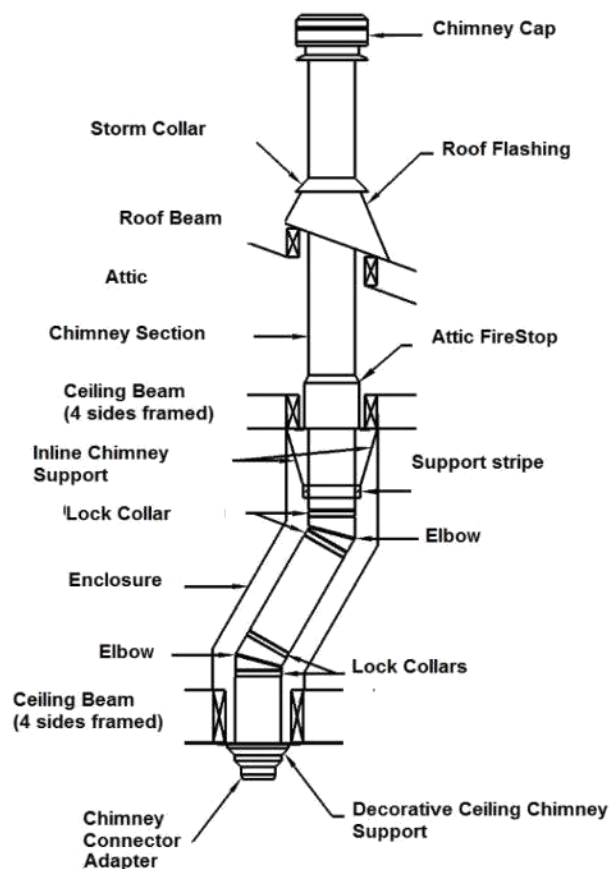 Chimney Cap
Storm Collar
Roof Flashing
Roof Beam
Attic
Chimney Section
Attic FireStop
Ceiling Beam
(4 sides framed)
Inline Chimney
Support
Support stripe
Lock Collar
Elbow
Enclosure
Elbow
Lock Collars
Ceiling Beam
(4 sides framed)
Decorative Ceiling Chimney
Support
Chimney
Connector
Adapter